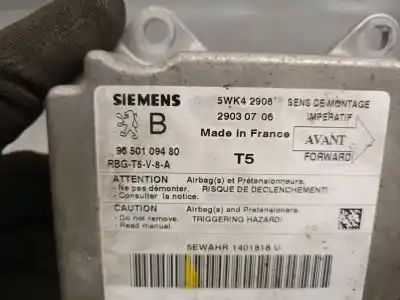 SIEMENS
5WK4 2908
SENS DE MONTAGE
B
2903 07 06
IMPERATIF
Made in France
AVANT
96 501 094 80
FORWARD
RBG-T5-V-8-A
T5
ATTENTION
Airbag(s) et Prétensionneurs.
- Ne pas démonter.
RISQUE DE DECLENCHEMENT!
- Consulter la notice.
CAUTION
Airbag(s) and Pretensioners.
- Do not remove.
TRIGGERING HAZARD!
- Read manual.
5EWAHR 1401818 U